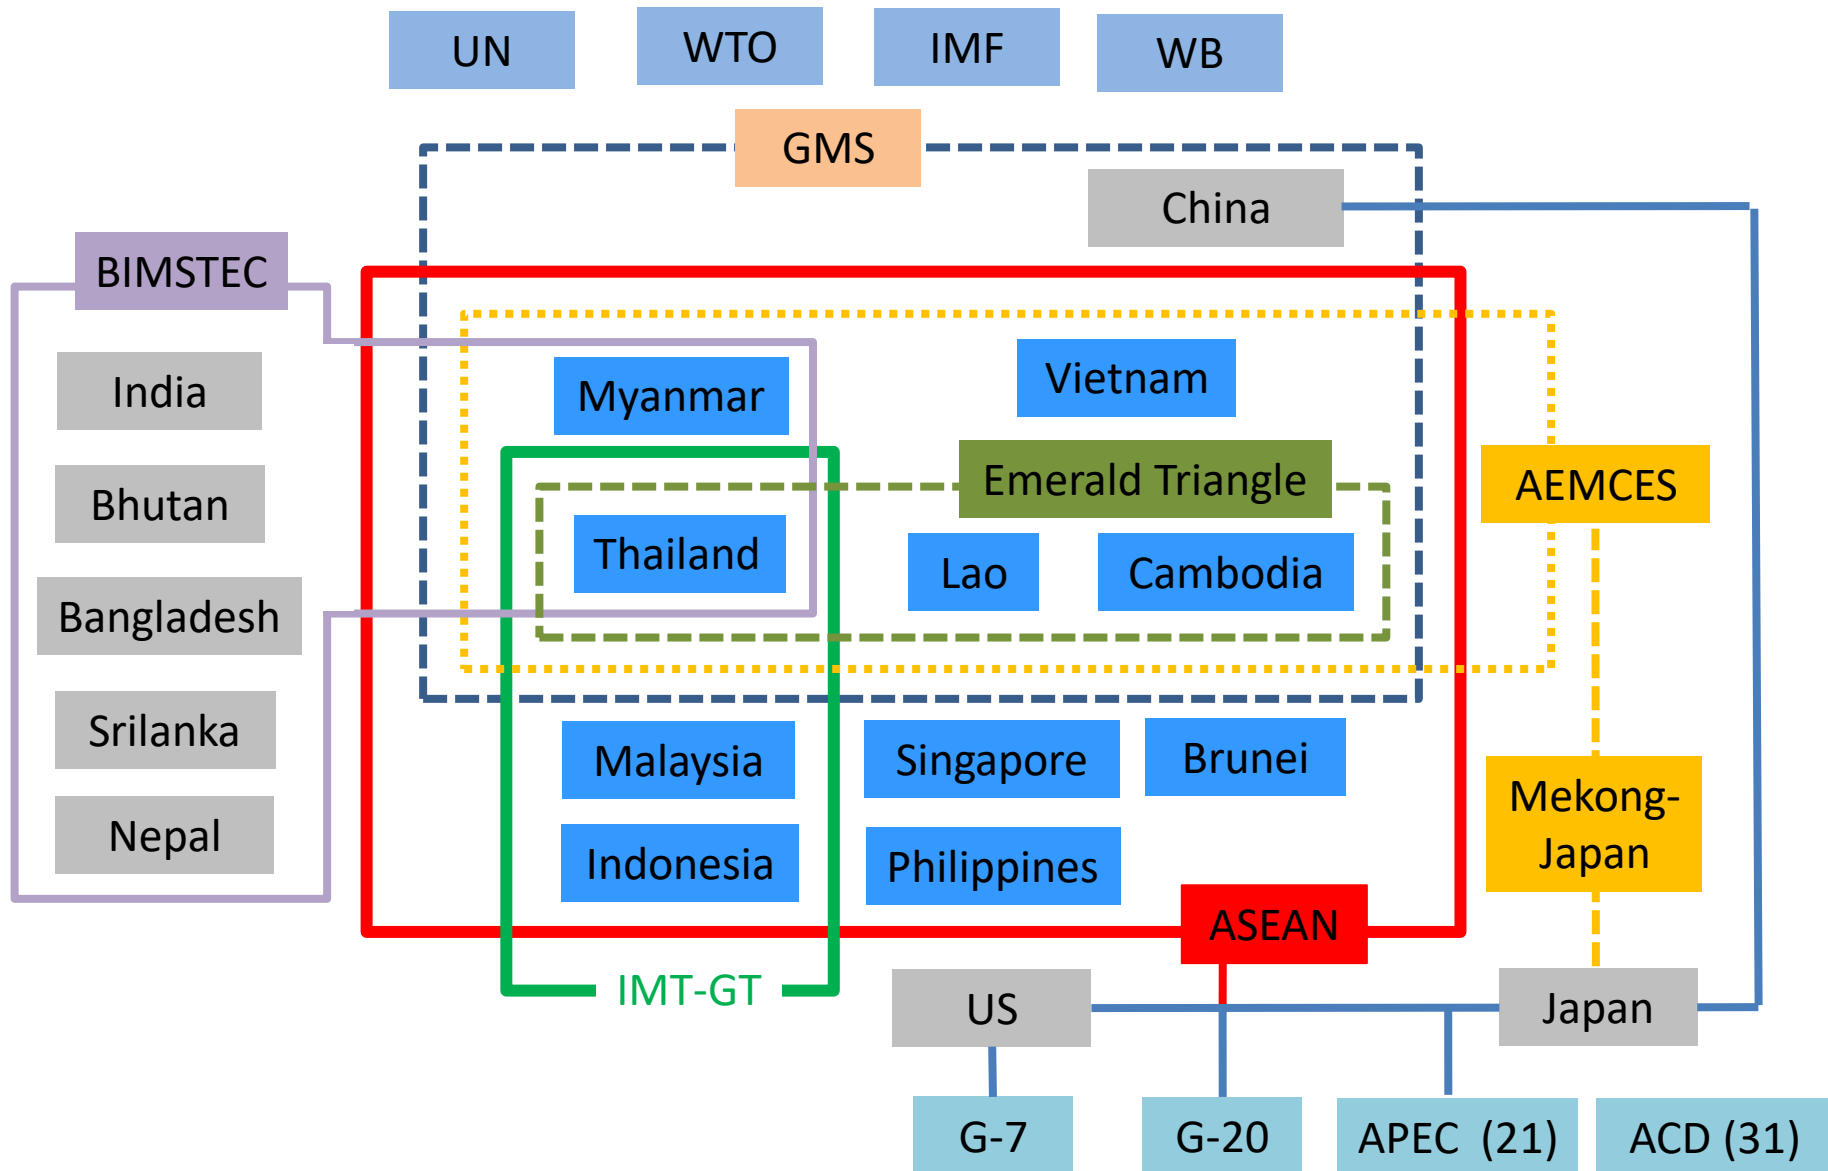 UN
WTO
IMF
WB
GMS
China
BIMSTEC
India
Myanmar
Vietnam
Bhutan
Emerald Triangle
AEMCES
Thailand
Lao
Cambodia
Bangladesh
Srilanka
Malaysia
Singapore
Brunei
Nepal
Indonesia
Philippines
Mekong-
Japan
ASEAN
IMT-GT
US
Japan
G-7
G-20
APEC (21)
ACD (31)